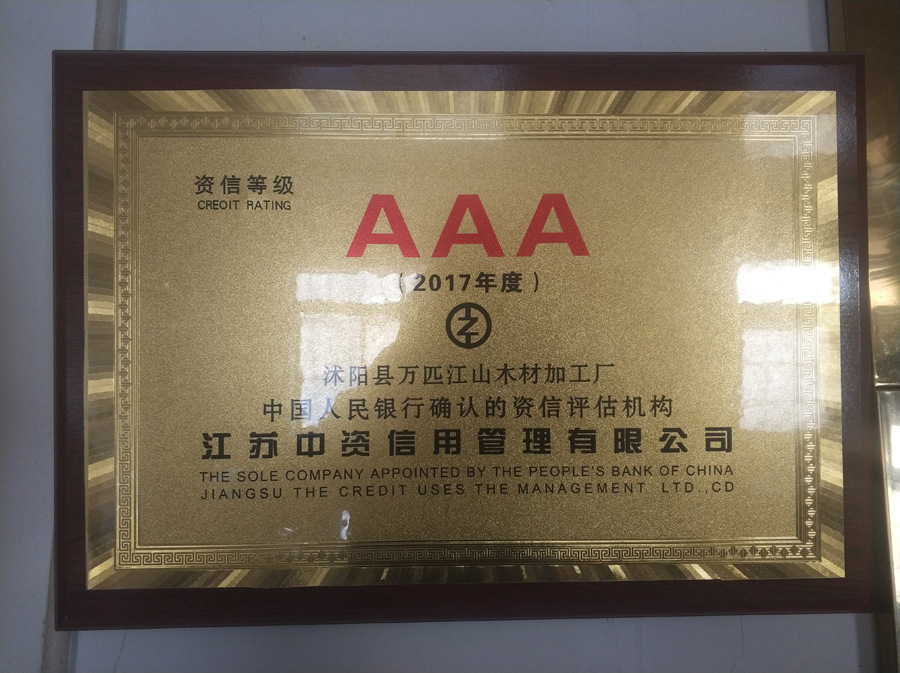 资信等级
CREOIT RATING
AAA
（2017年度）
沭阳县万匹江山木材加工厂
中国人民银行确认的资信评估机构
江苏中资信用管理有限公司
THE SOLE COMPANY APPOINTED BY THE PEOPLE'S BANK OF CHINA
JIANGSU THE CREDIT USES THE MANAGEMENT LTD.,CD